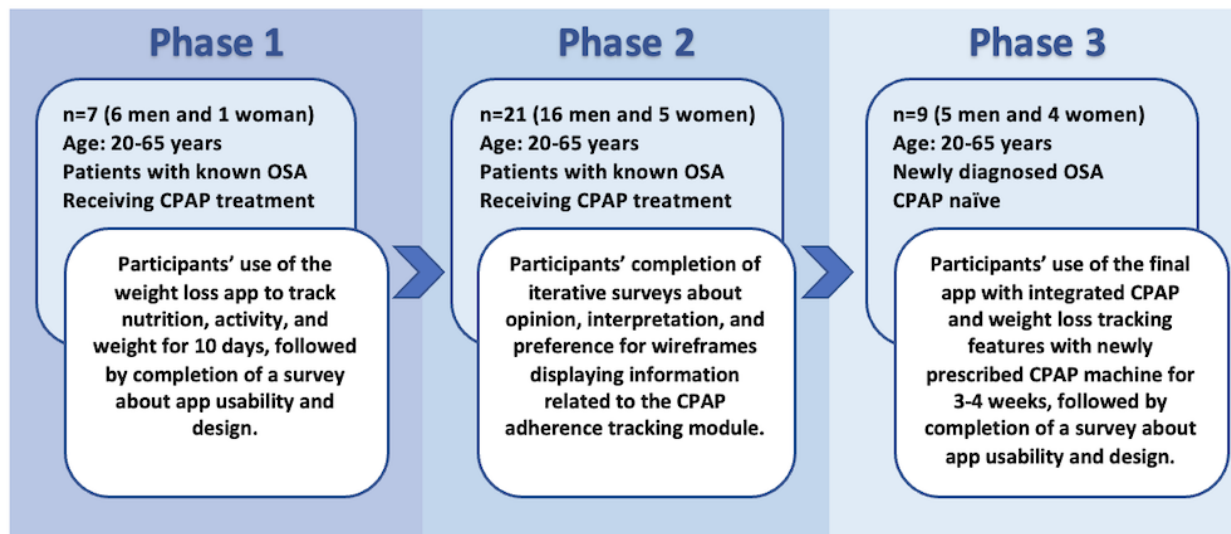 Phase 1
n=7 (6 men and 1 woman)
Age: 20-65 years
Patients with known OSA
Receiving CPAP treatment
Participants’ use of the
weight loss app to track
nutrition, activity, and
weight for 10 days, followed
by completion of a survey
about app usability and
design.
Phase 2
n=21 (16 men and 5 women)
Age: 20-65 years
Patients with known OSA
Receiving CPAP treatment
Participants’ completion of
iterative surveys about
opinion, interpretation, and
preference for wireframes
displaying information
related to the CPAP
adherence tracking module.
Phase 3
n=9 (5 men and 4 women)
Age: 20-65 years
Newly diagnosed OSA
CPAP naïve
Participants’ use of the final
app with integrated CPAP
and weight loss tracking
features with newly
prescribed CPAP machine for
3-4 weeks, followed by
completion of a survey about
app usability and design.